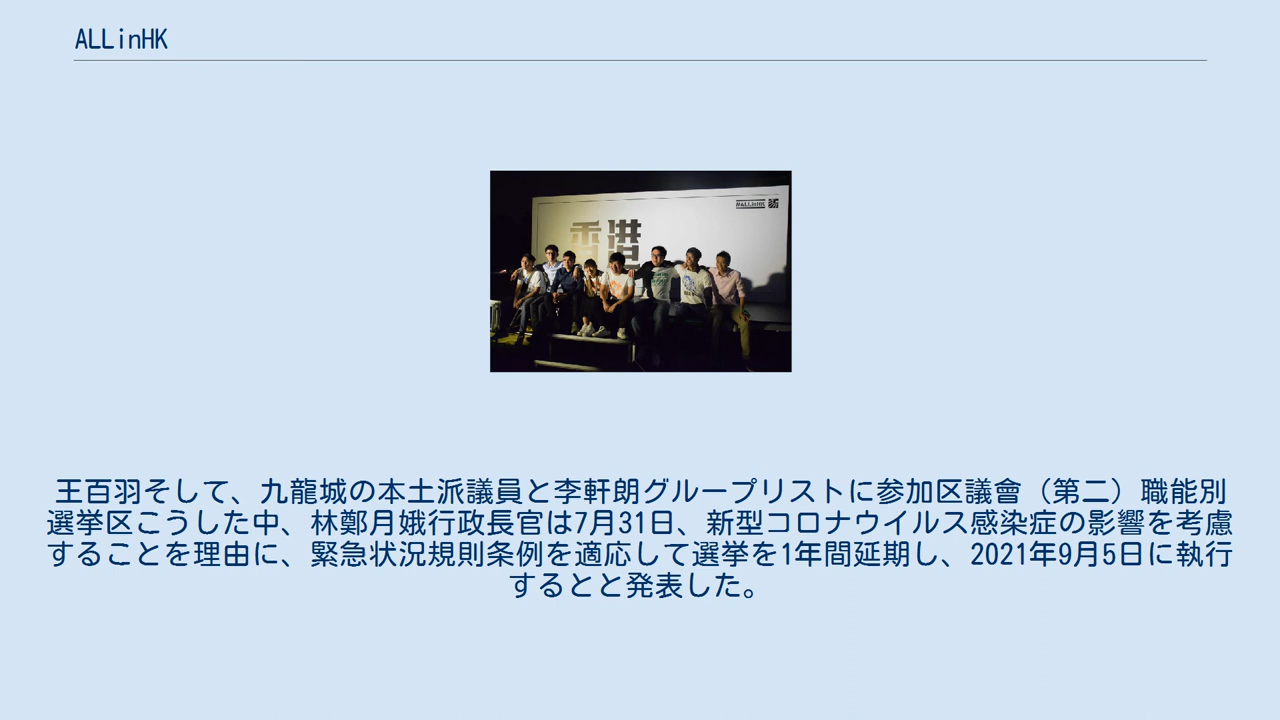 ALLinHK
#ALLinHK
香港
王百羽そして、九龍城の本土派議員と李軒朗グループリストに参加区議會（第二）職能別
選挙区こうした中、林鄭月娥行政長官は7月31日、新型コロナウイルス感染症の影響を考慮
することを理由に、緊急状況規則条例を適応して選挙を1年間延期し、2021年9月5日に執行
するとと発表した。